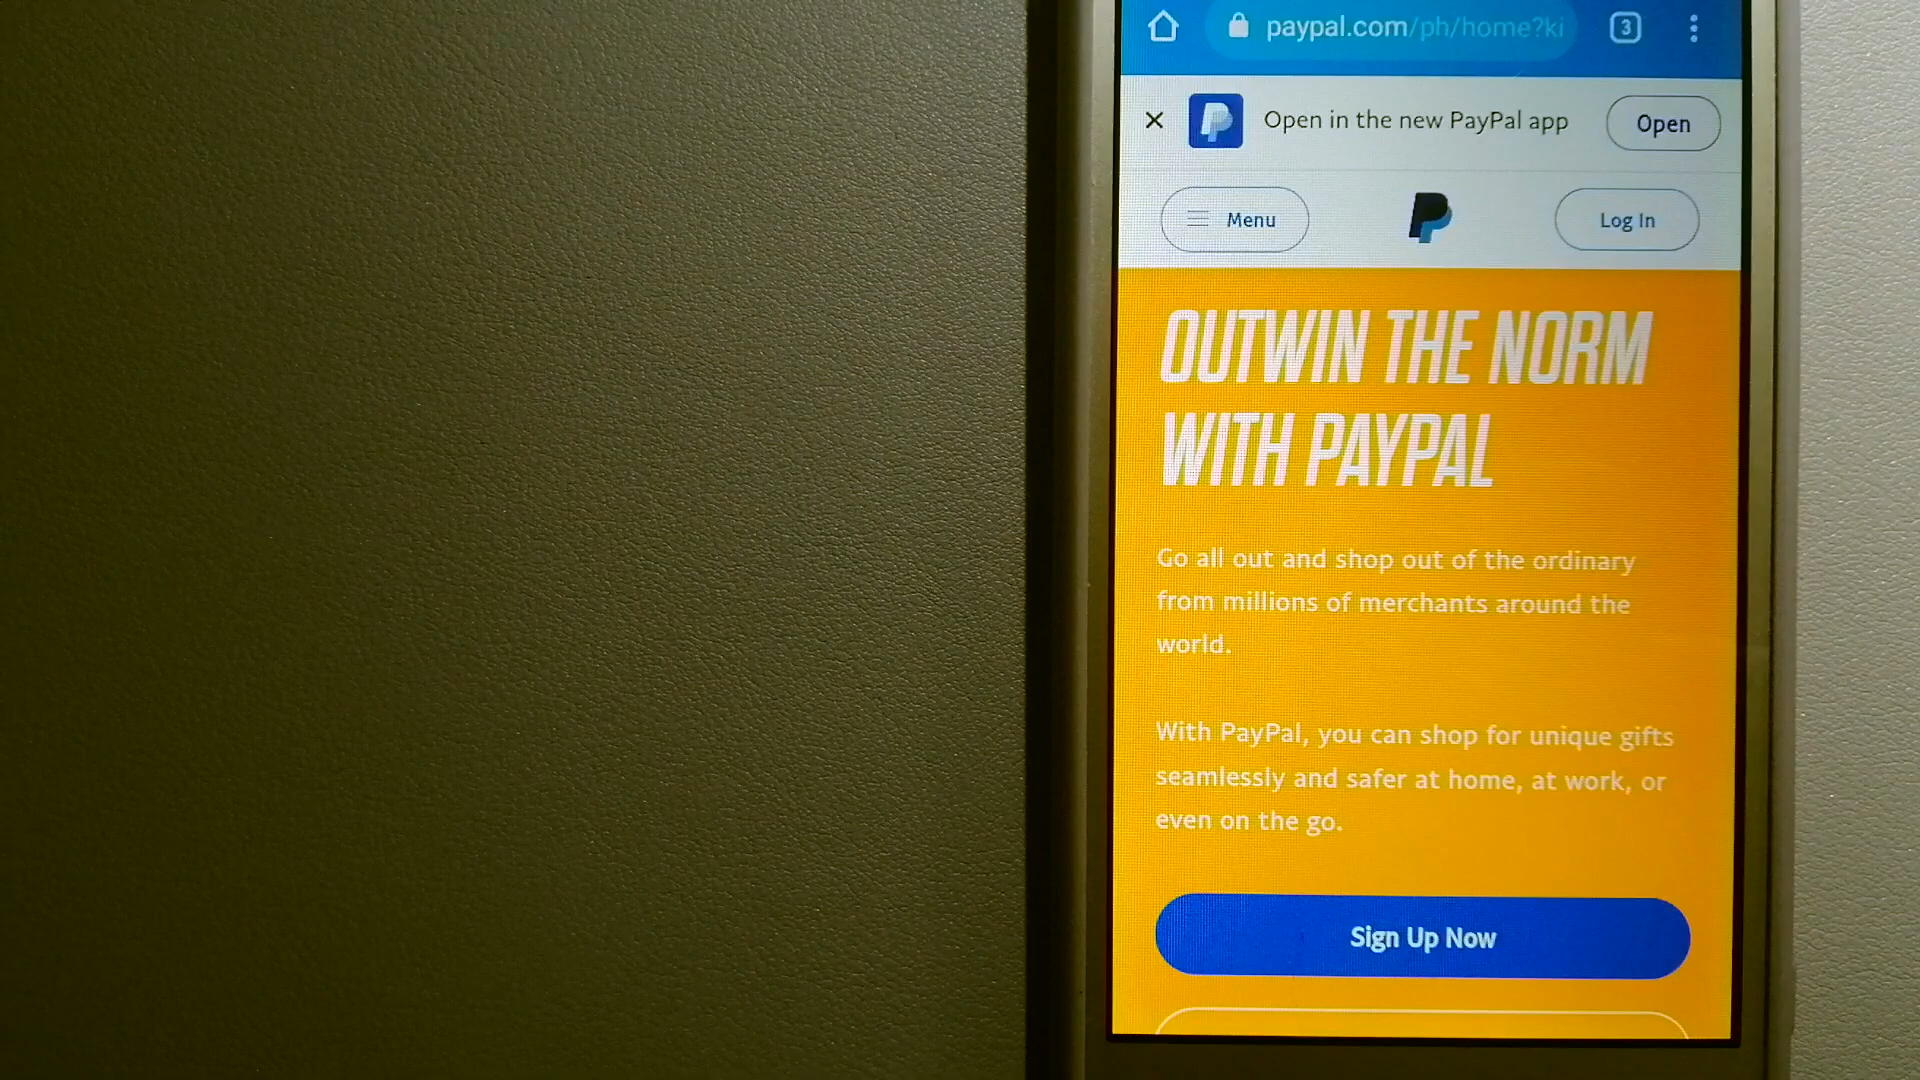 paypal.com/ph/home?ki
3
Open in the new PayPal app
Open
Menu
Log In
OUTWIN THE NORM
WITH PAYPAL
Go all out and shop out of the ordinary
from millions of merchants around the
world.
With PayPal, you can shop for unique gifts
seamlessly and safer at home, at work, or
even on the go.
Sign Up Now